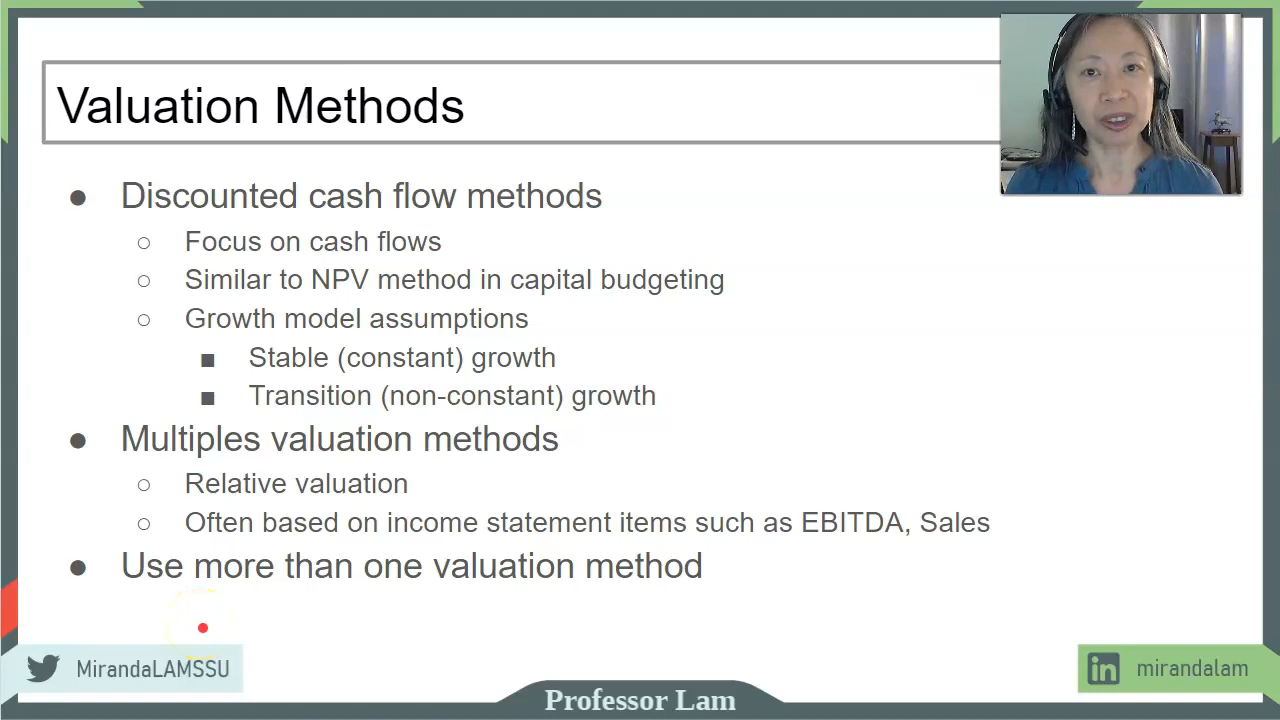 Valuation Methods
● Discounted cash flow methods
○ Focus on cash flows
○ Similar to NPV method in capital budgeting
○ Growth model assumptions
■ Stable (constant) growth
■ Transition (non-constant) growth
● Multiples valuation methods
○ Relative valuation
○ Often based on income statement items such as EBITDA, Sales
● Use more than one valuation method
MirandaLAMSSU
in mirandalam
Professor Lam